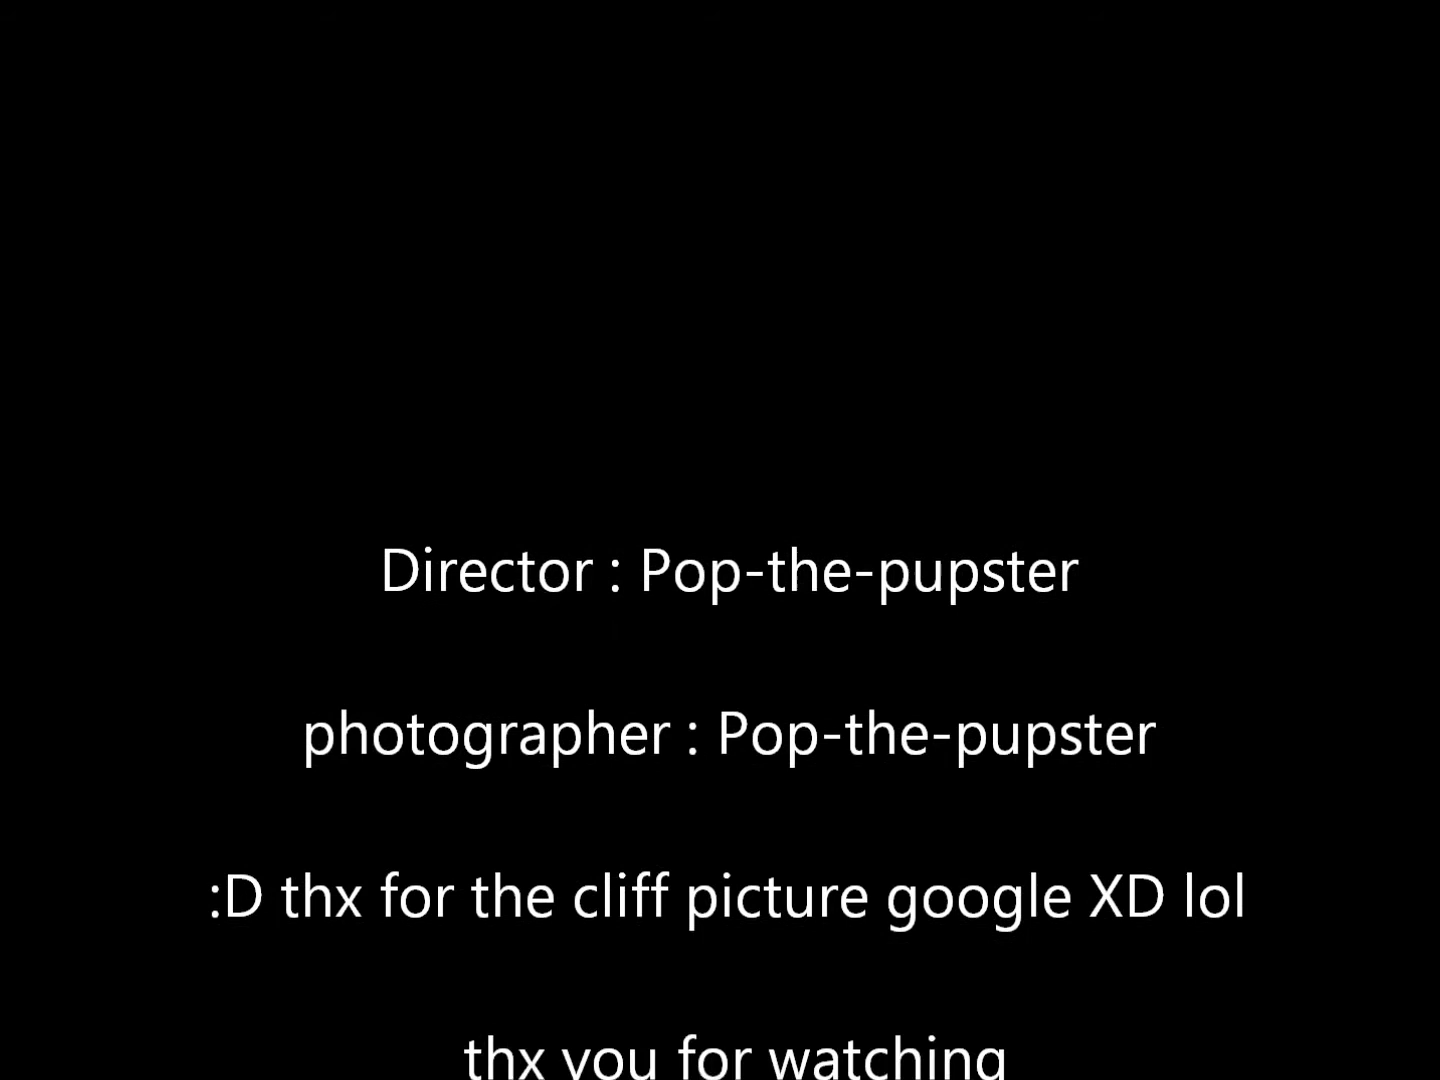 Director : Pop-the-pupster
photographer : Pop-the-pupster
:D thx for the cliff picture google XD lol
thx you for watching